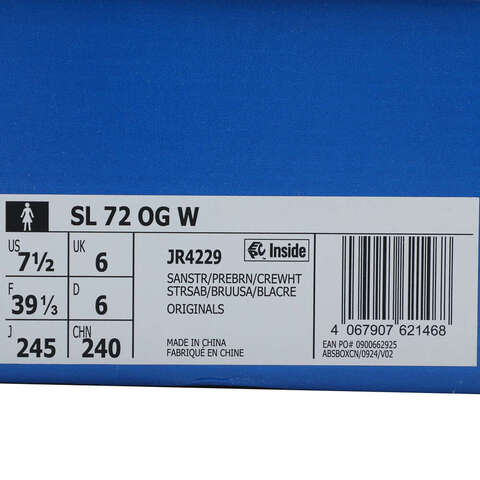 SL 72 OG W
US 7½ UK 6
F 39⅓ D 6
J 245 CHN 240
JR4229 Inside
SANSTR/PREBRN/CREWHT
STRSAB/BRUUSA/BLACRE
ORIGINALS
MADE IN CHINA
FABRIQUÉ EN CHINE
4 067907 621468
EAN PO# 0900662925
ABSBOXCN/0924/V02